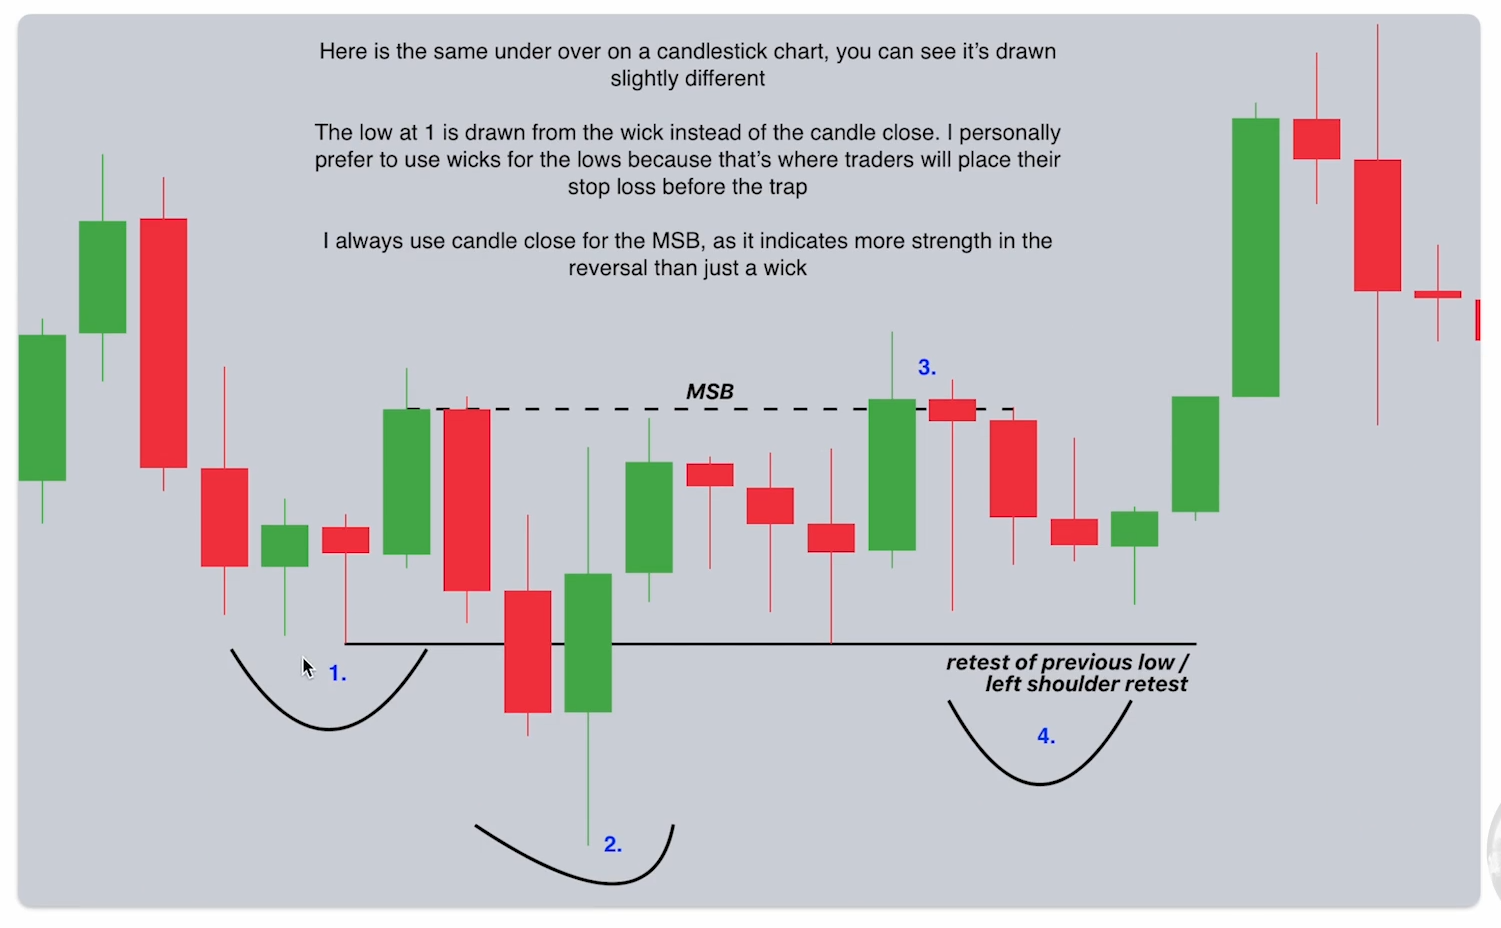 Here is the same under over on a candlestick chart, you can see it’s drawn
slightly different
The low at 1 is drawn from the wick instead of the candle close. I personally
prefer to use wicks for the lows because that’s where traders will place their
stop loss before the trap
I always use candle close for the MSB, as it indicates more strength in the
reversal than just a wick
3.
MSB
retest of previous low /
left shoulder retest
1.
4.
2.